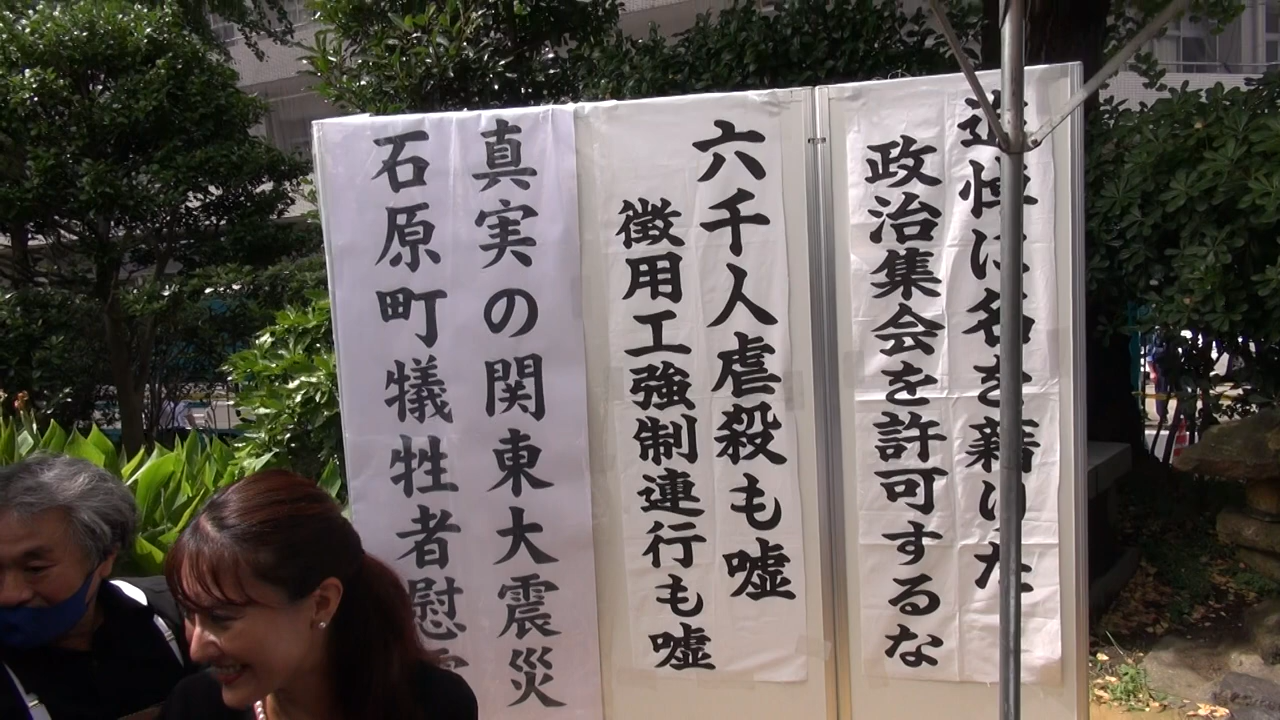 追悼に名を藉りた
政治集会を許可するな
六千人虐殺も嘘
徴用工強制連行も嘘
真実の関東大震災
石原町犠牲者慰霊